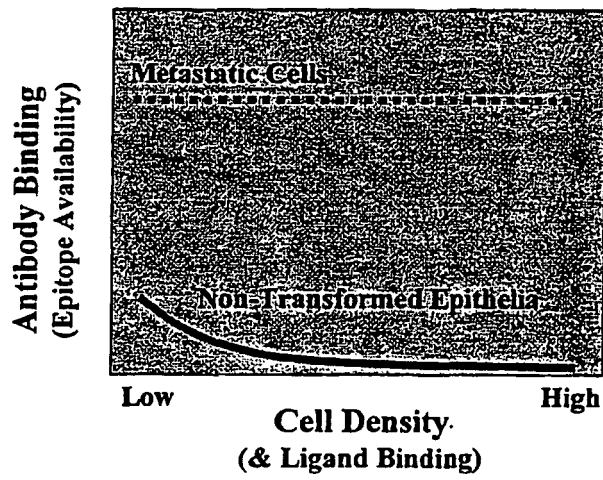 Antibody Binding
(Epitope Availability)
Metastatic Cells
Non-Transformed Epithelia
Low
High
Cell Density
(& Ligand Binding)